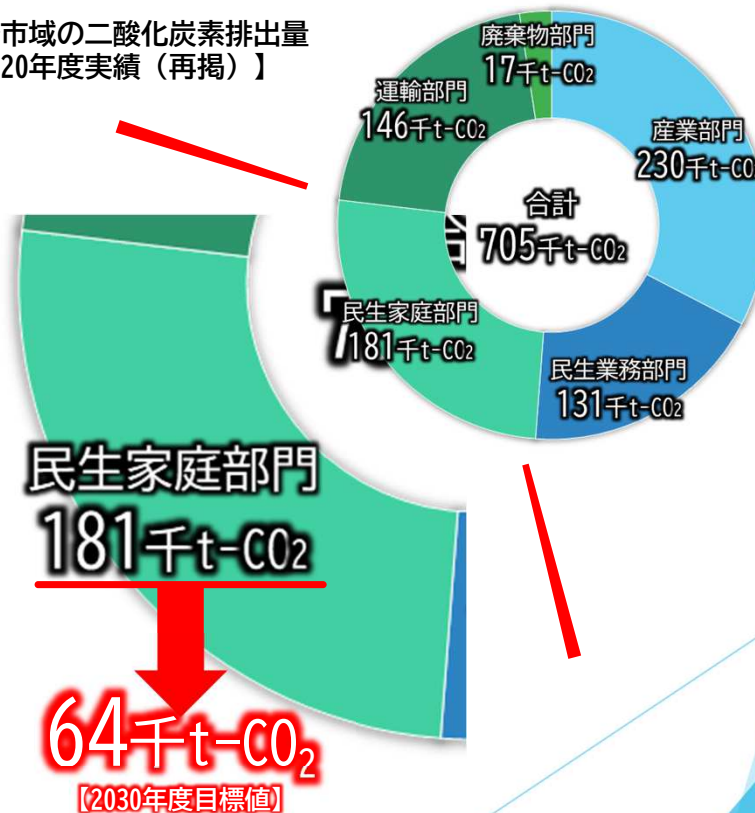 市域の二酸化炭素排出量
20年度実績（再掲）】
廃棄物部門
17千t-CO2
運輸部門
146千t-CO2
産業部門
230千t-CO
合計
705千t-CO2
民生家庭部門
181千t-CO2
民生業務部門
131千t-CO2
民生家庭部門
181千t-CO2
64千t-CO2
【2030年度目標値】